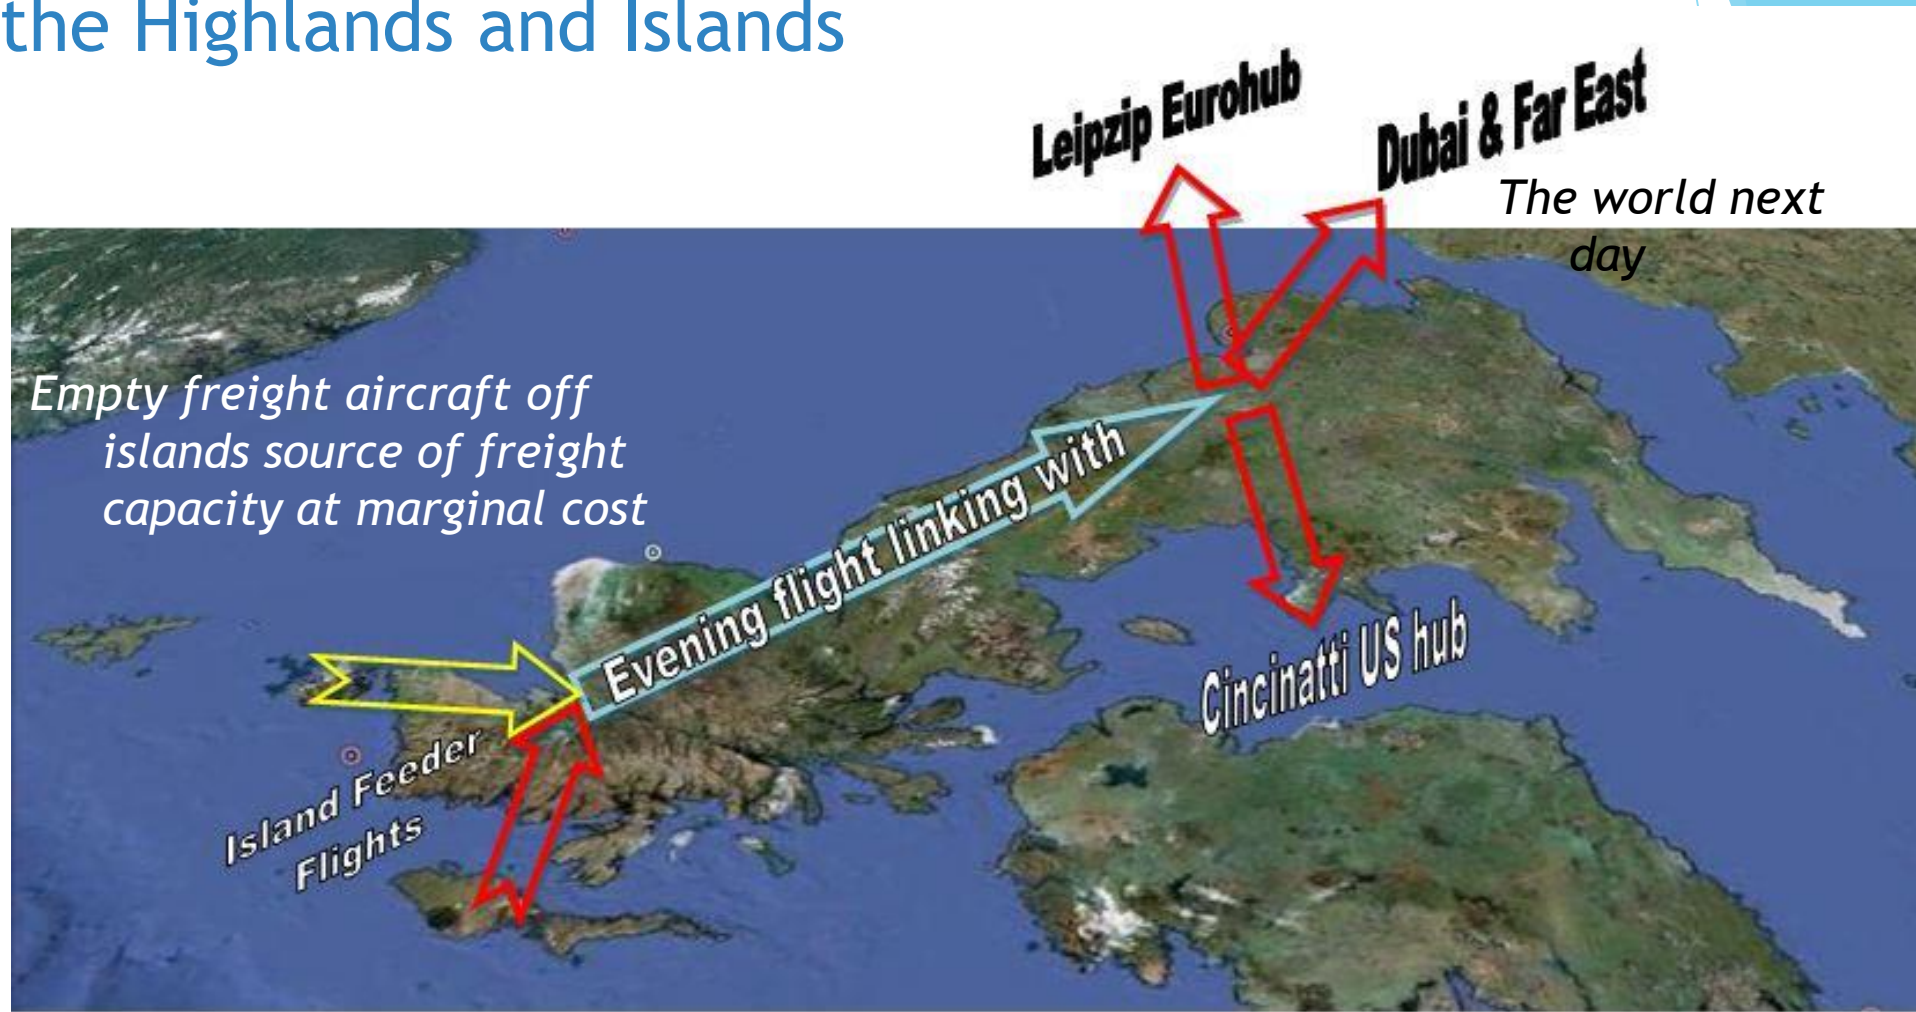 the Highlands and Islands
Leipzip Eurohub
Dubai & Far East
The world next
day
Empty freight aircraft off
islands source of freight
capacity at marginal cost
Evening flight linking with
Cincinatti US hub
Island Feeder
Flights